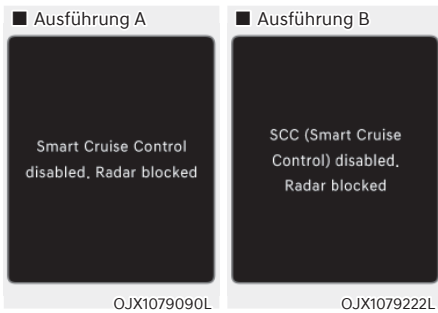 ■ Ausführung A
Smart Cruise Control
disabled. Radar blocked
OJX1079090L
■ Ausführung B
SCC (Smart Cruise
Control) disabled.
Radar blocked
OJX1079222L